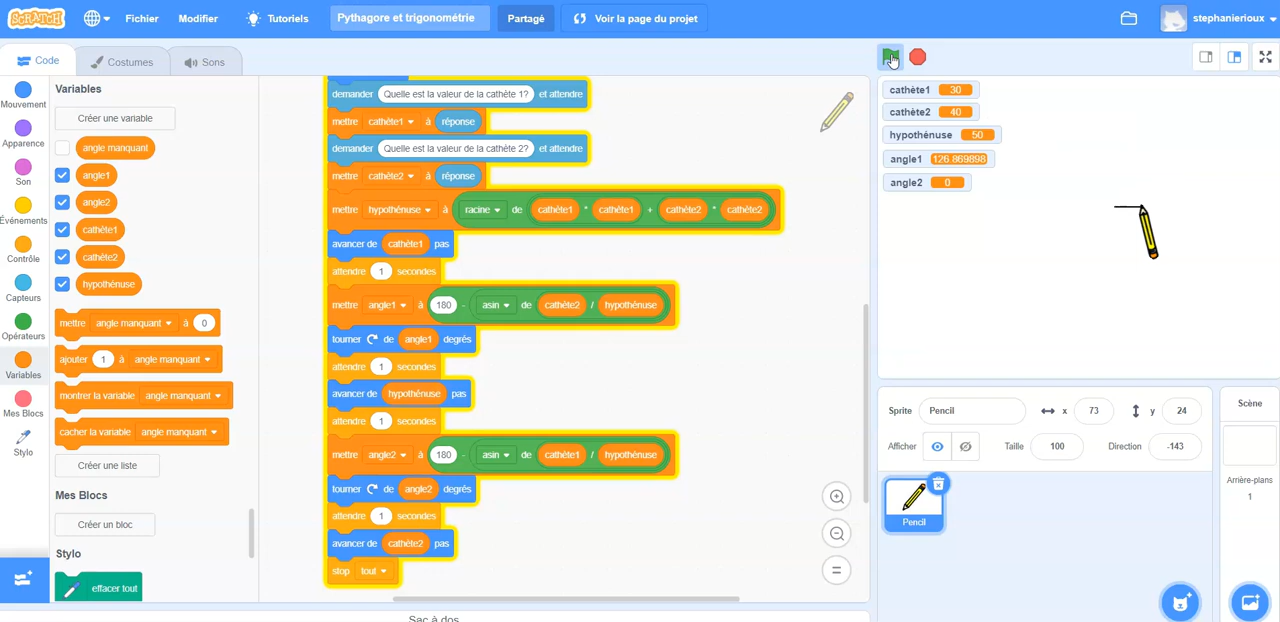 SCRATCH Fichier Modifier Tutoriels Pythagore et trigonométrie Partagé Voir la page du projet stephanierioux
Code Costumes Sons
Mouvement
Apparence
Son
Événements
Contrôle
Capteurs
Opérateurs
Variables
Mes Blocs
Stylo
Variables
Créer une variable
angle manquant
angle1
angle2
cathète1
cathète2
hypothénuse
mettre angle manquant à 0
ajouter 1 à angle manquant
montrer la variable angle manquant
cacher la variable angle manquant
Créer une liste
Mes Blocs
Créer un bloc
Stylo
effacer tout
demander Quelle est la valeur de la cathète 1? et attendre
mettre cathète1 à réponse
demander Quelle est la valeur de la cathète 2? et attendre
mettre cathète2 à réponse
mettre hypothénuse à racine de cathète1 * cathète1 + cathète2 * cathète2
avancer de cathète1 pas
attendre 1 secondes
mettre angle1 à 180 - asin de cathète2 / hypothénuse
tourner de angle1 degrés
attendre 1 secondes
avancer de hypothénuse pas
attendre 1 secondes
mettre angle2 à 180 - asin de cathète1 / hypothénuse
tourner de angle2 degrés
attendre 1 secondes
avancer de cathète2 pas
stop tout
Sac à dos
cathète1 30
cathète2 40
hypothénuse 50
angle1 126.869898
angle2 0
Sprite Pencil x 73 y 24
Afficher Taille 100 Direction -143
Pencil
Scène
Arrière-plans
1